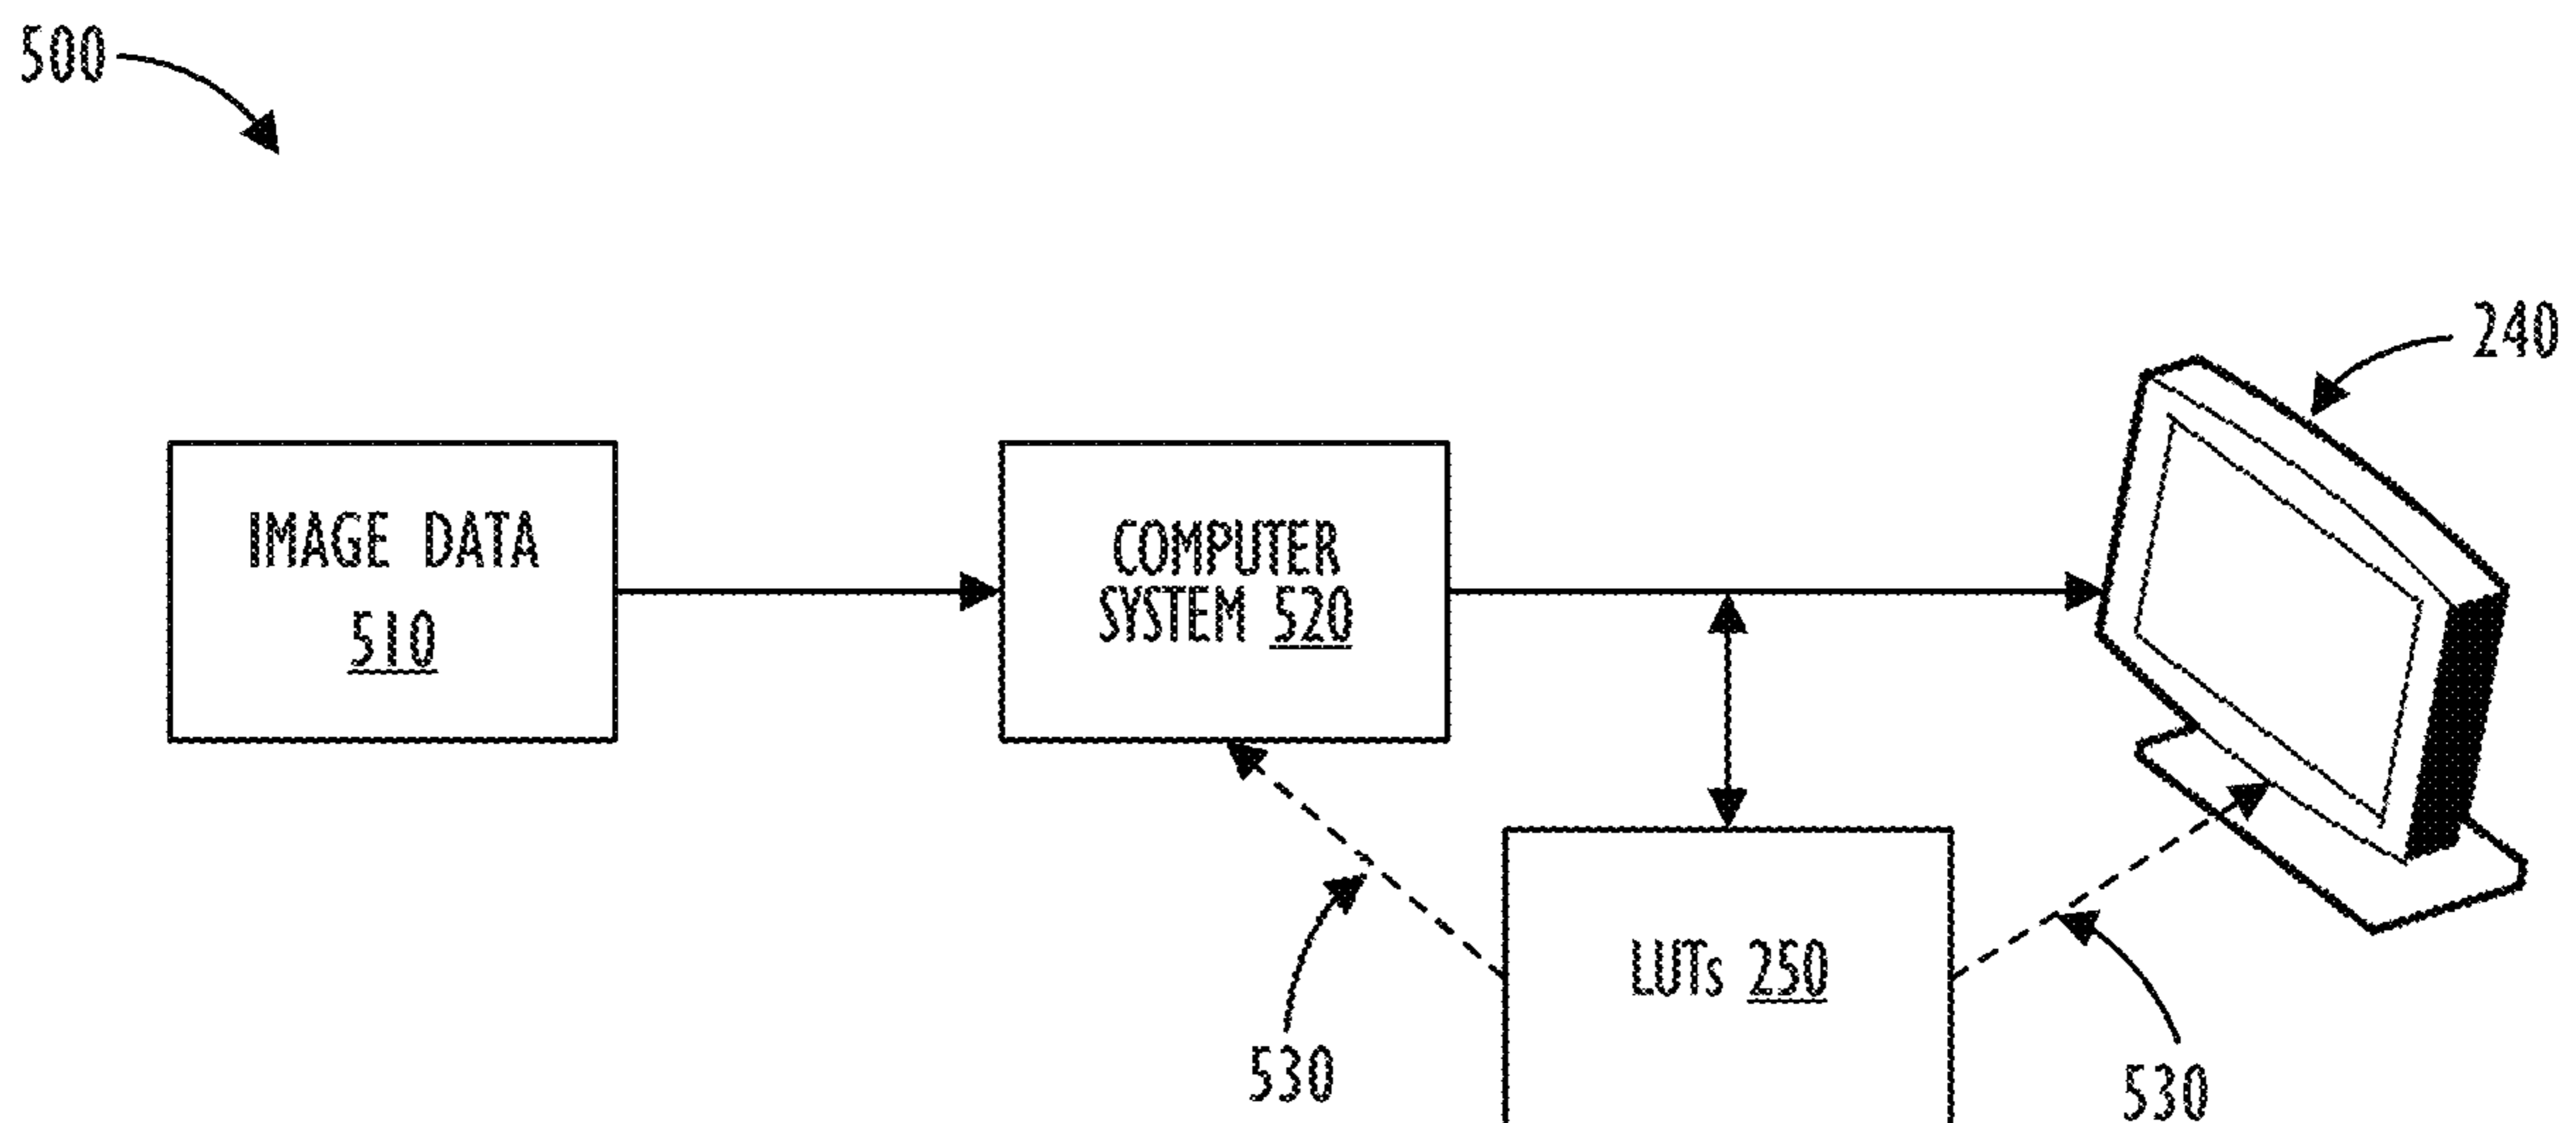 500
240
IMAGE DATA
510
COMPUTER
SYSTEM 520
LUTs 250
530
530